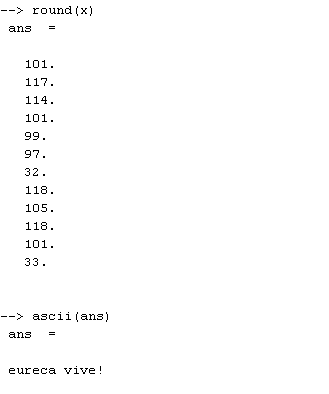 --> round(x)
ans  =
101.
117.
114.
101.
99.
97.
32.
118.
105.
118.
101.
33.
--> ascii(ans)
ans  =
eureca vive!